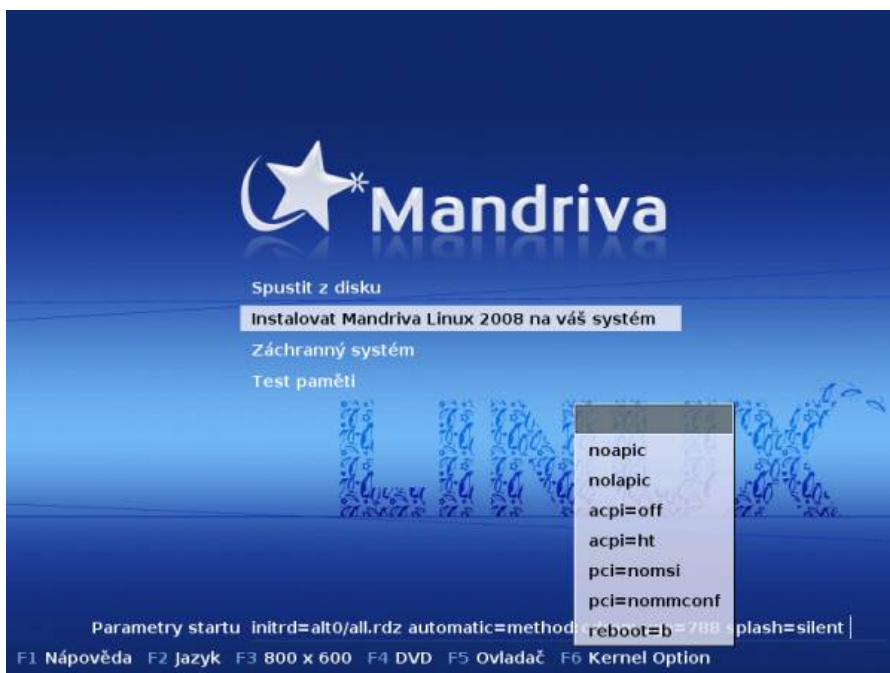 Mandriva
Spustit z disku
Instalovat Mandriva Linux 2008 na váš systém
Záchranný systém
Test paměti
LINUX
noapic
nolapic
acpi=off
acpi=ht
pci=nomsi
pci=nommconf
reboot=b
Parametry startu initrd=alt0/all.rdz automatic=method: =788 splash=silent
F1 Nápověda F2 Jazyk F3 800 x 600 F4 DVD F5 Ovladač F6 Kernel Option